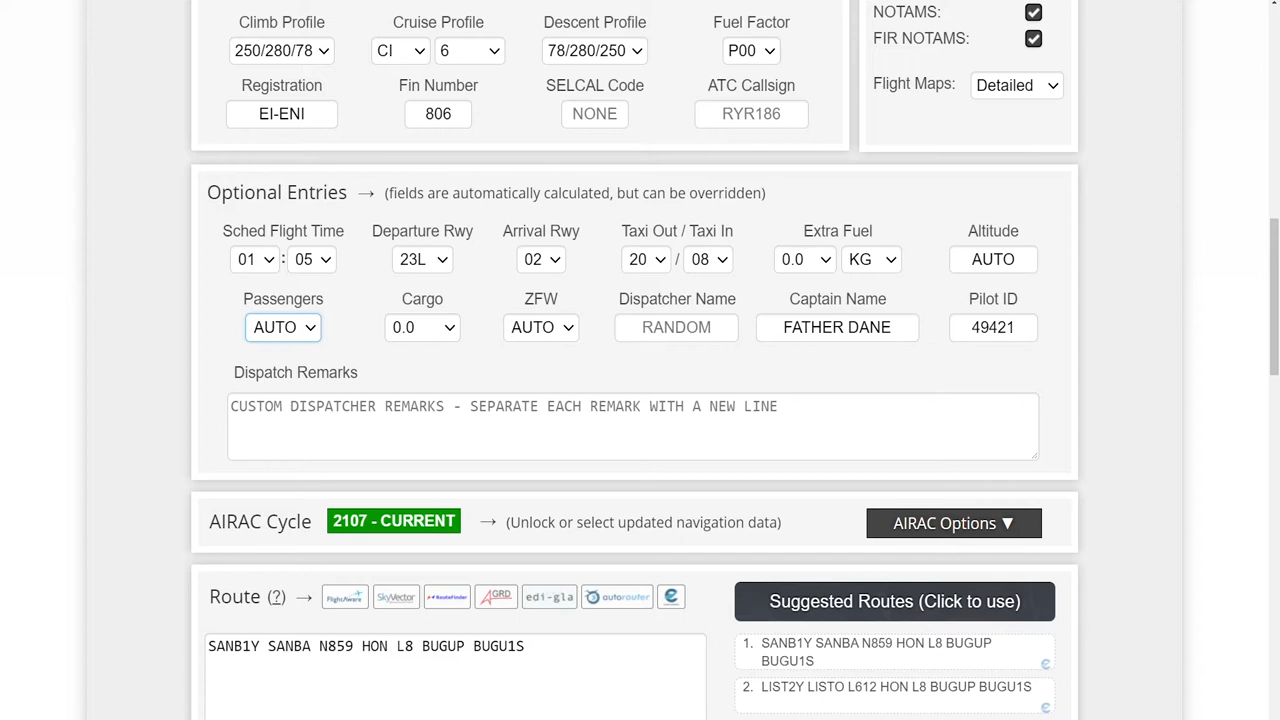 Climb Profile Cruise Profile Descent Profile Fuel Factor
250/280/78 CI 6 78/280/250 P00
Registration Fin Number SELCAL Code ATC Callsign
EI-ENI 806 NONE RYR186
NOTAMS:
FIR NOTAMS:
Flight Maps: Detailed
Optional Entries → (fields are automatically calculated, but can be overridden)
Sched Flight Time Departure Rwy Arrival Rwy Taxi Out / Taxi In Extra Fuel Altitude
01 : 05 23L 02 20 / 08 0.0 KG AUTO
Passengers Cargo ZFW Dispatcher Name Captain Name Pilot ID
AUTO 0.0 AUTO RANDOM FATHER DANE 49421
Dispatch Remarks
CUSTOM DISPATCHER REMARKS - SEPARATE EACH REMARK WITH A NEW LINE
AIRAC Cycle 2107 - CURRENT → (Unlock or select updated navigation data) AIRAC Options ▼
Route (?) → FlightAware SkyVector RouteFinder GRD edi-gla autorouter
SANB1Y SANBA N859 HON L8 BUGUP BUGU1S
Suggested Routes (Click to use)
1. SANB1Y SANBA N859 HON L8 BUGUP
BUGU1S
2. LIST2Y LISTO L612 HON L8 BUGUP BUGU1S